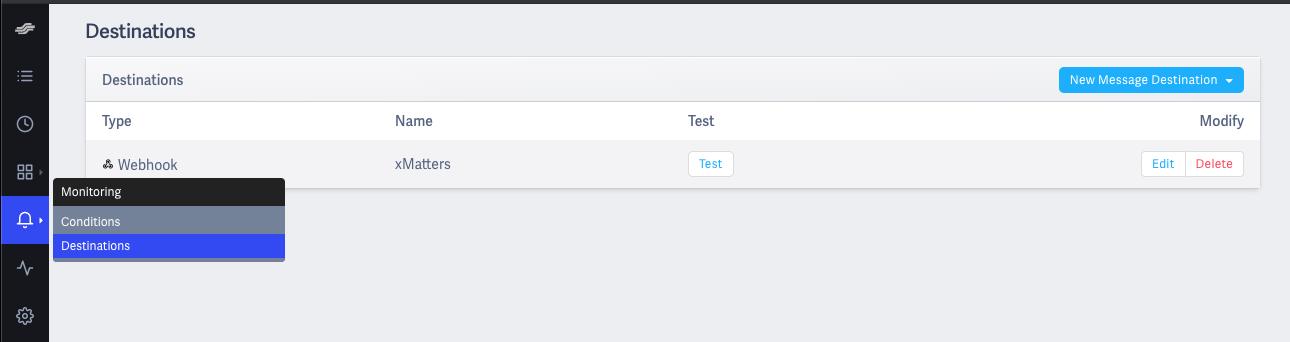 Destinations
Destinations
New Message Destination
Type Name Test Modify
Webhook xMatters Test Edit Delete
Monitoring
Conditions
Destinations